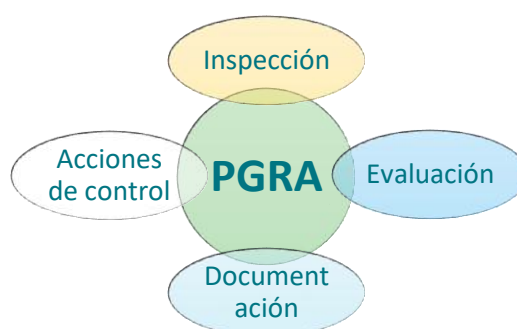 Inspección
Acciones
de control
PGRA
Evaluación
Document
ación